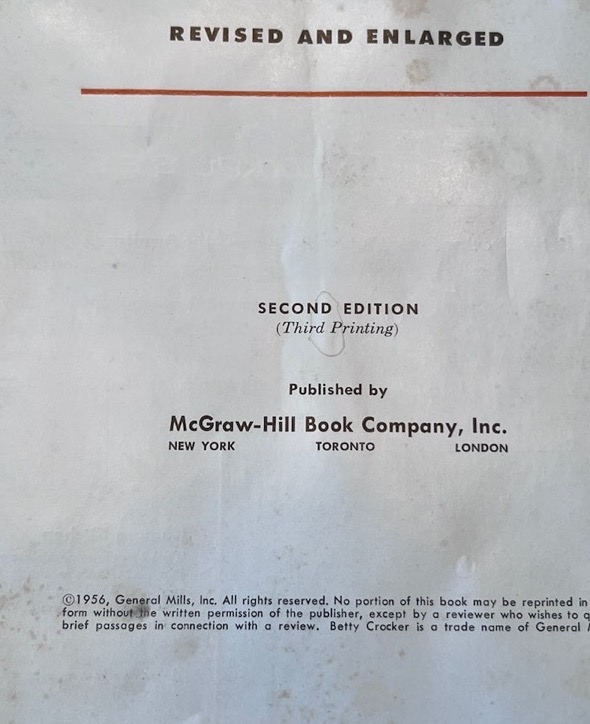 REVISED AND ENLARGED
SECOND EDITION
(Third Printing)
Published by
McGraw-Hill Book Company, Inc.
NEW YORK TORONTO LONDON
©1956, General Mills, Inc. All rights reserved. No portion of this book may be reprinted in
form without the written permission of the publisher, except by a reviewer who wishes to
brief passages in connection with a review. Betty Crocker is a trade name of General